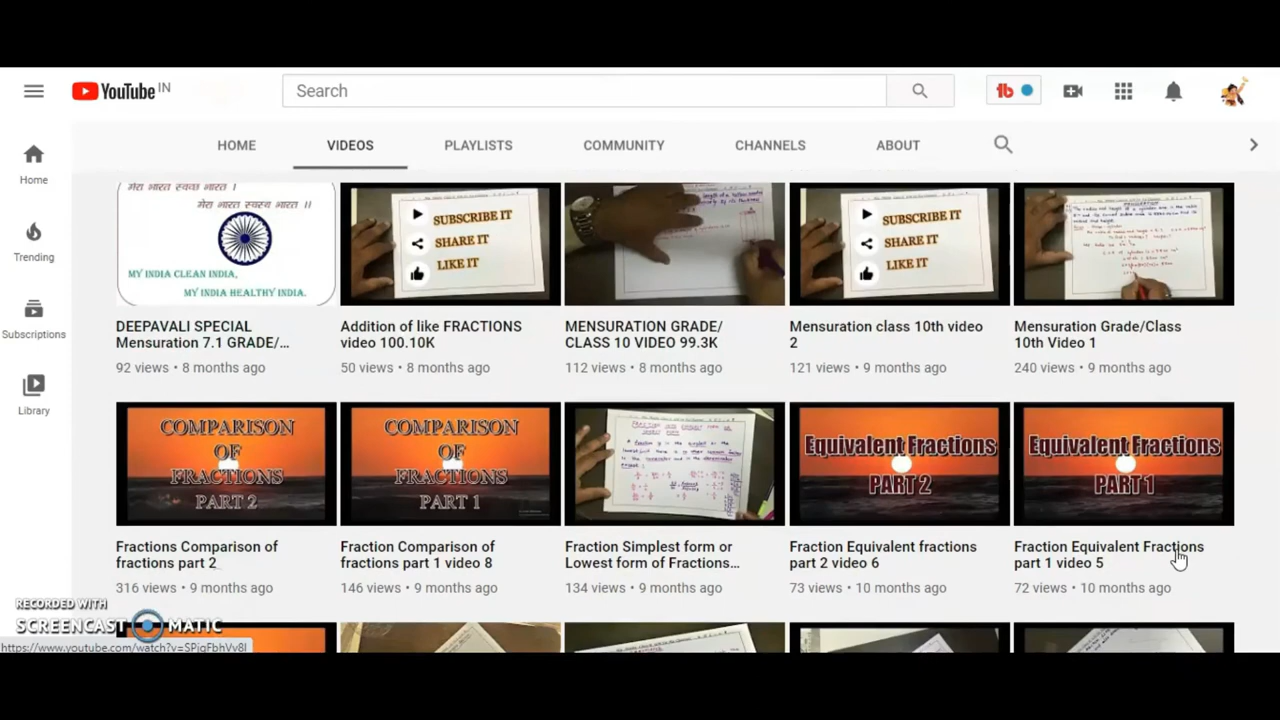 YouTube IN
Search
HOME VIDEOS PLAYLISTS COMMUNITY CHANNELS ABOUT
Home
Trending
Subscriptions
Library
मेरा भारत स्वच्छ भारत ।
मेरा भारत स्वस्थ भारत ।।
MY INDIA CLEAN INDIA,
MY INDIA HEALTHY INDIA.
SUBSCRIBE IT
SHARE IT
LIKE IT
SUBSCRIBE IT
SHARE IT
LIKE IT
MENSURATION
DEEPAVALI SPECIAL
Mensuration 7.1 GRADE/...
92 views • 8 months ago
Addition of like FRACTIONS
video 100.10K
50 views • 8 months ago
MENSURATION GRADE/
CLASS 10 VIDEO 99.3K
112 views • 8 months ago
Mensuration class 10th video
2
121 views • 9 months ago
Mensuration Grade/Class
10th Video 1
240 views • 9 months ago
COMPARISON
OF
FRACTIONS
PART 2
COMPARISON
OF
FRACTIONS
PART 1
Equivalent Fractions
PART 2
Equivalent Fractions
PART 1
Fractions Comparison of
fractions part 2
316 views • 9 months ago
Fraction Comparison of
fractions part 1 video 8
146 views • 9 months ago
Fraction Simplest form or
Lowest form of Fractions...
134 views • 9 months ago
Fraction Equivalent fractions
part 2 video 6
73 views • 10 months ago
Fraction Equivalent Fractions
part 1 video 5
72 views • 10 months ago
RECORDED WITH
SCREENCAST MATIC
https://www.youtube.com/watch?v=SPjqFbhVv8I